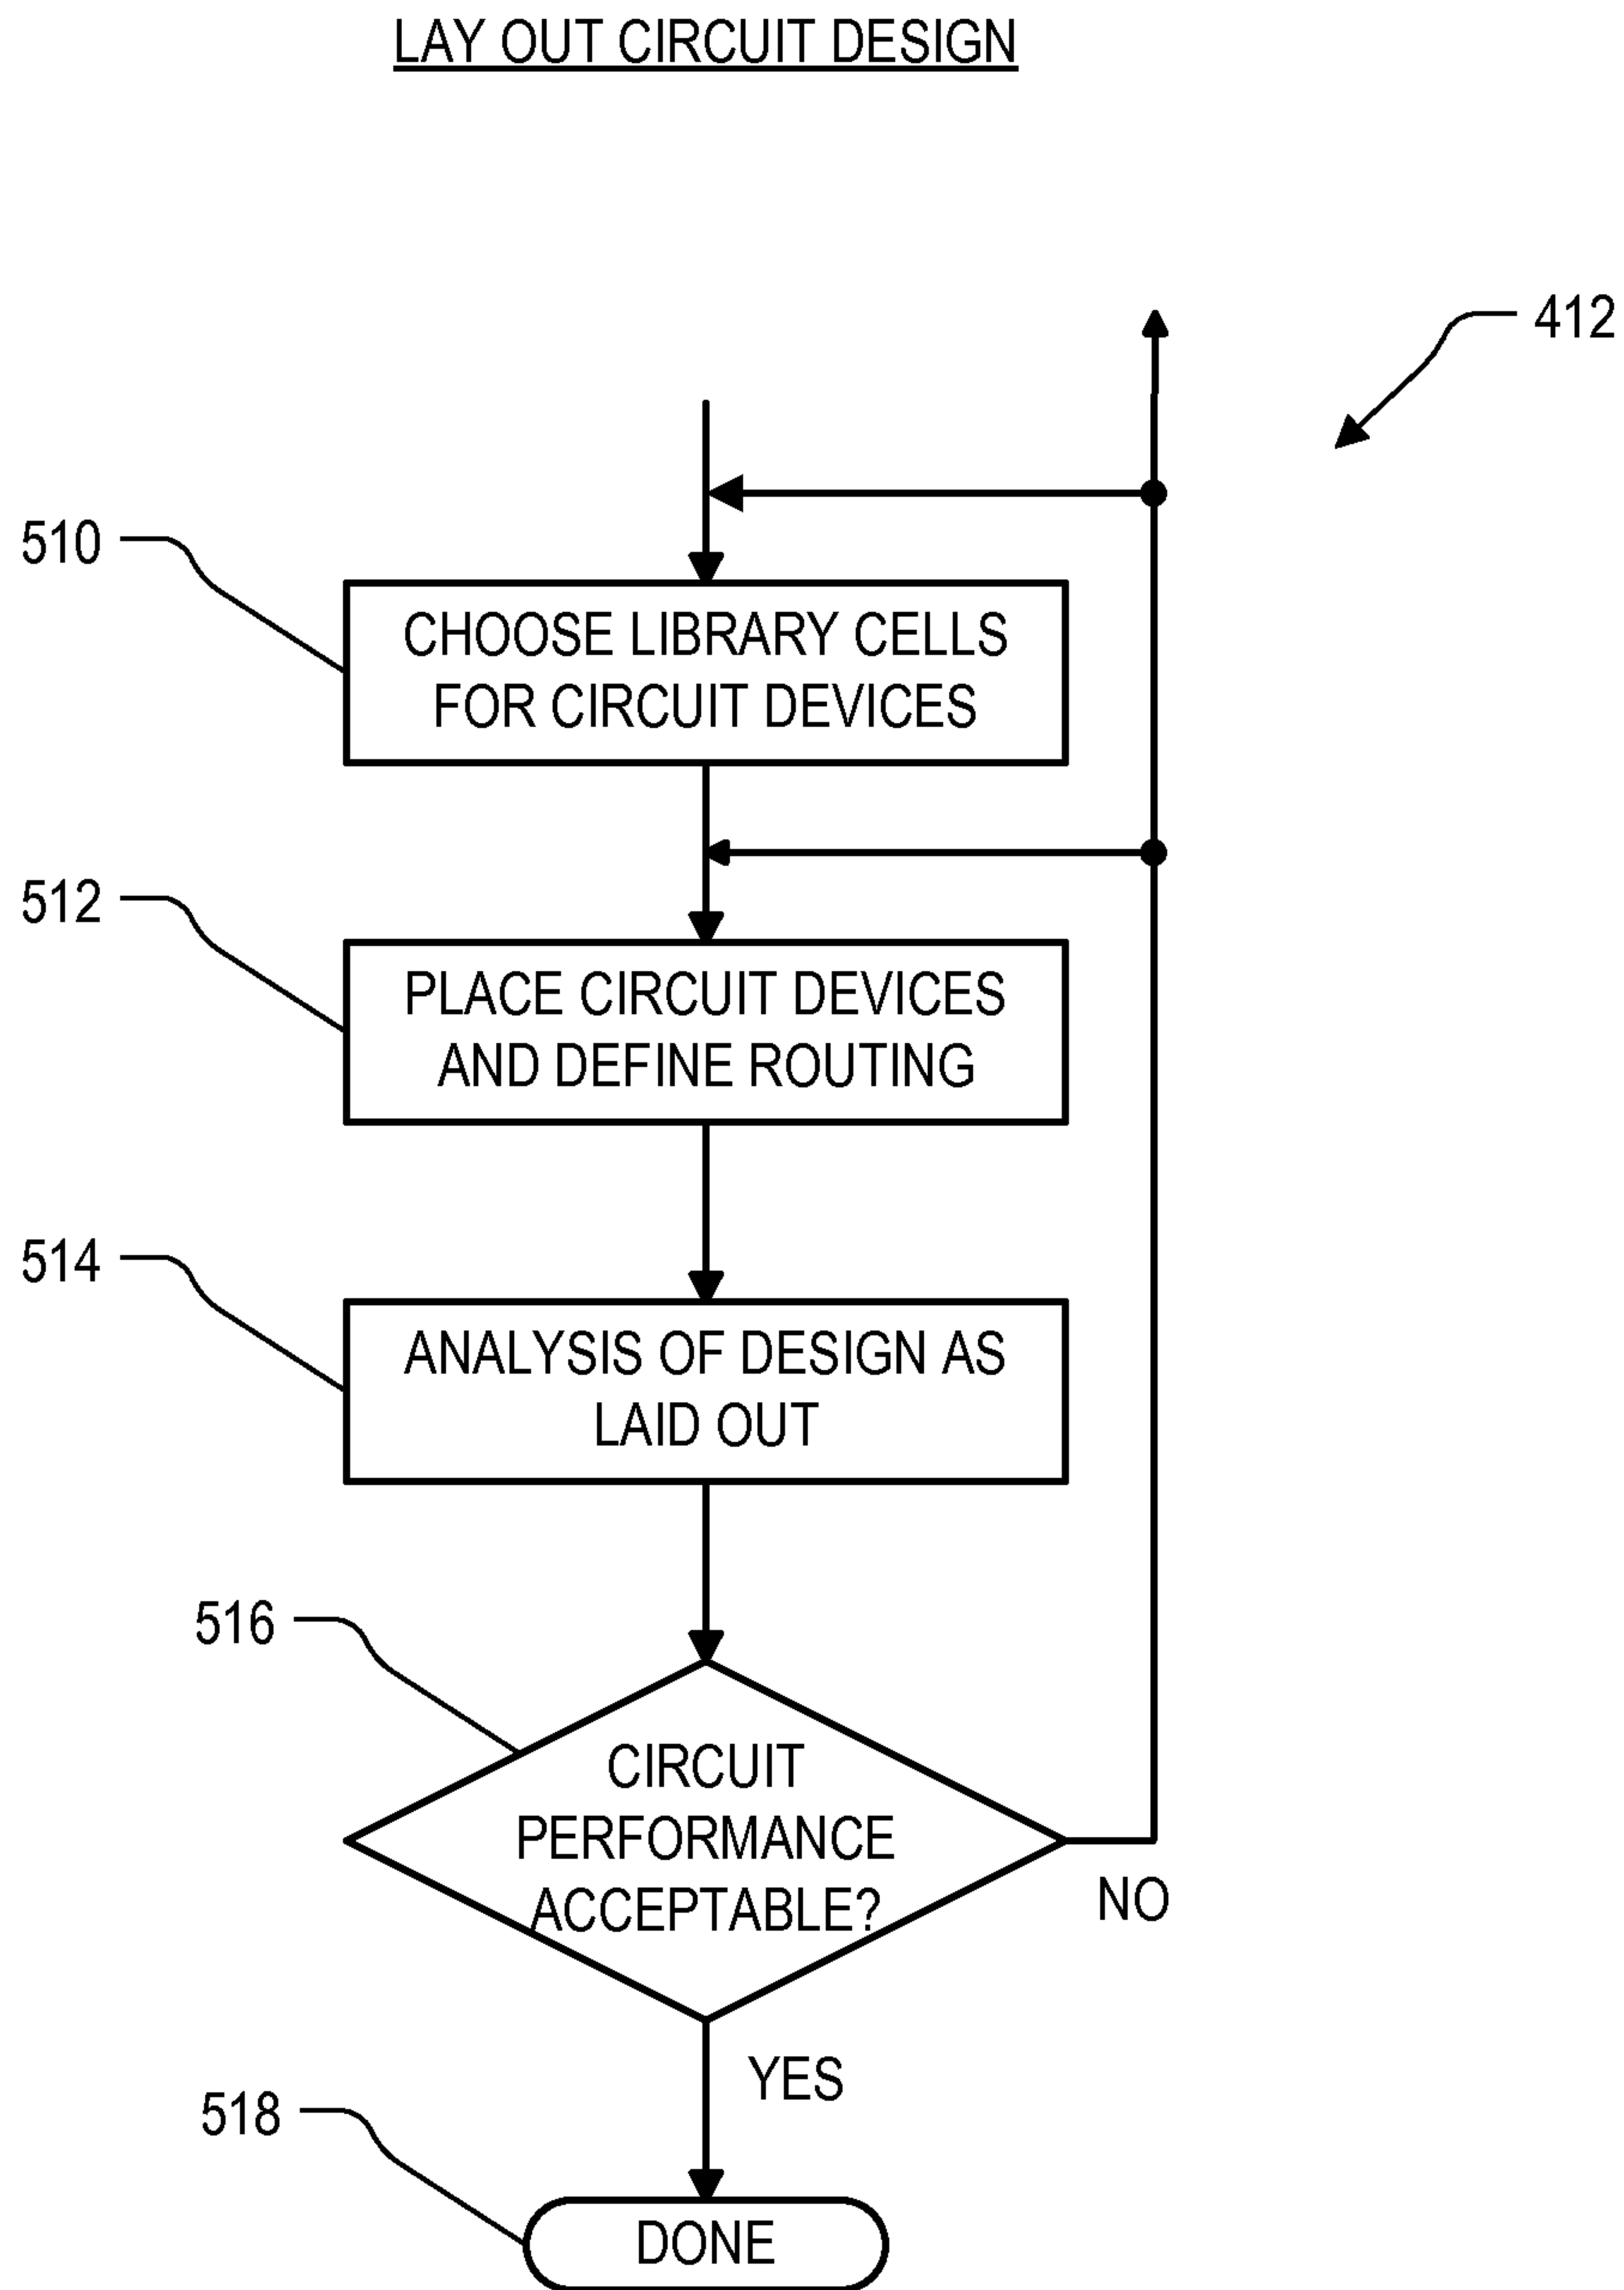 LAY OUT CIRCUIT DESIGN
412
510
CHOOSE LIBRARY CELLS
FOR CIRCUIT DEVICES
512
PLACE CIRCUIT DEVICES
AND DEFINE ROUTING
514
ANALYSIS OF DESIGN AS
LAID OUT
516
CIRCUIT
PERFORMANCE
ACCEPTABLE?
NO
YES
518
DONE